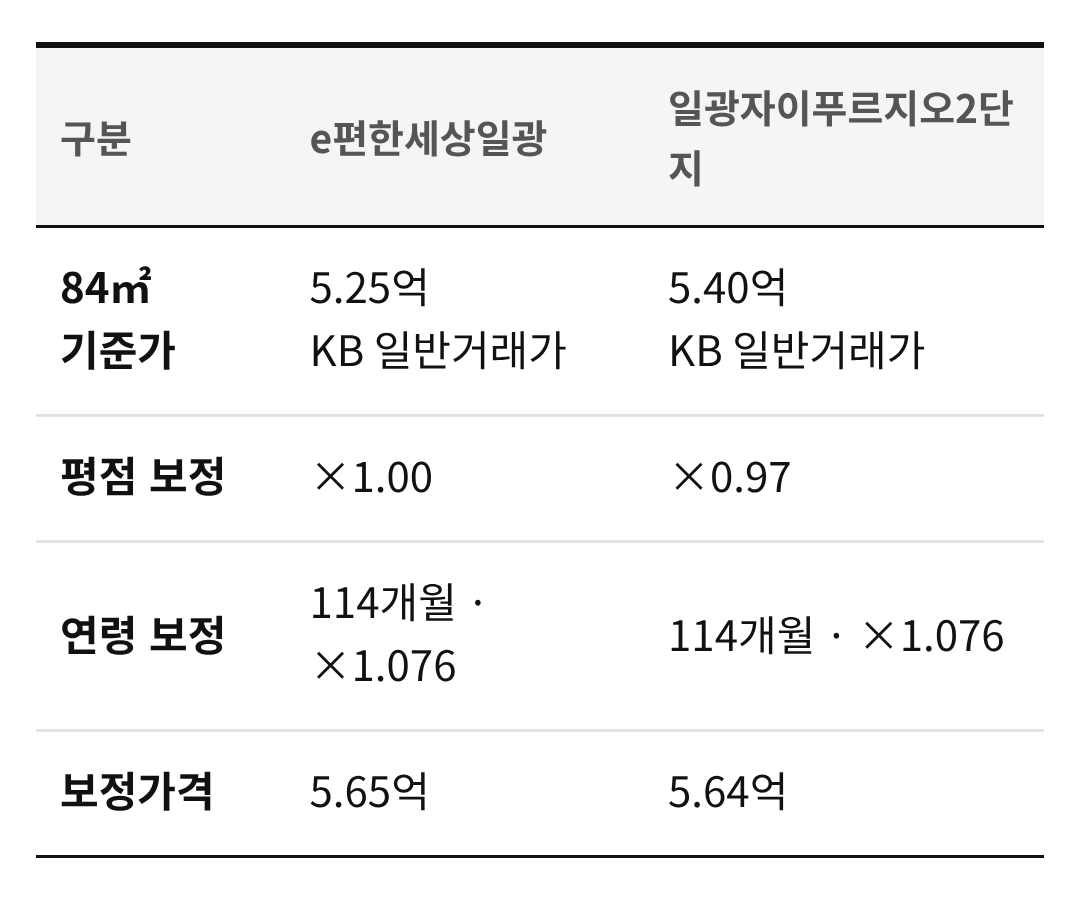 구분 e편한세상일광 일광자이푸르지오2단
지
84㎡ 5.25억 5.40억
기준가 KB 일반거래가 KB 일반거래가
평점 보정 ×1.00 ×0.97
연령 보정 114개월 · 114개월 · ×1.076
×1.076
보정가격 5.65억 5.64억